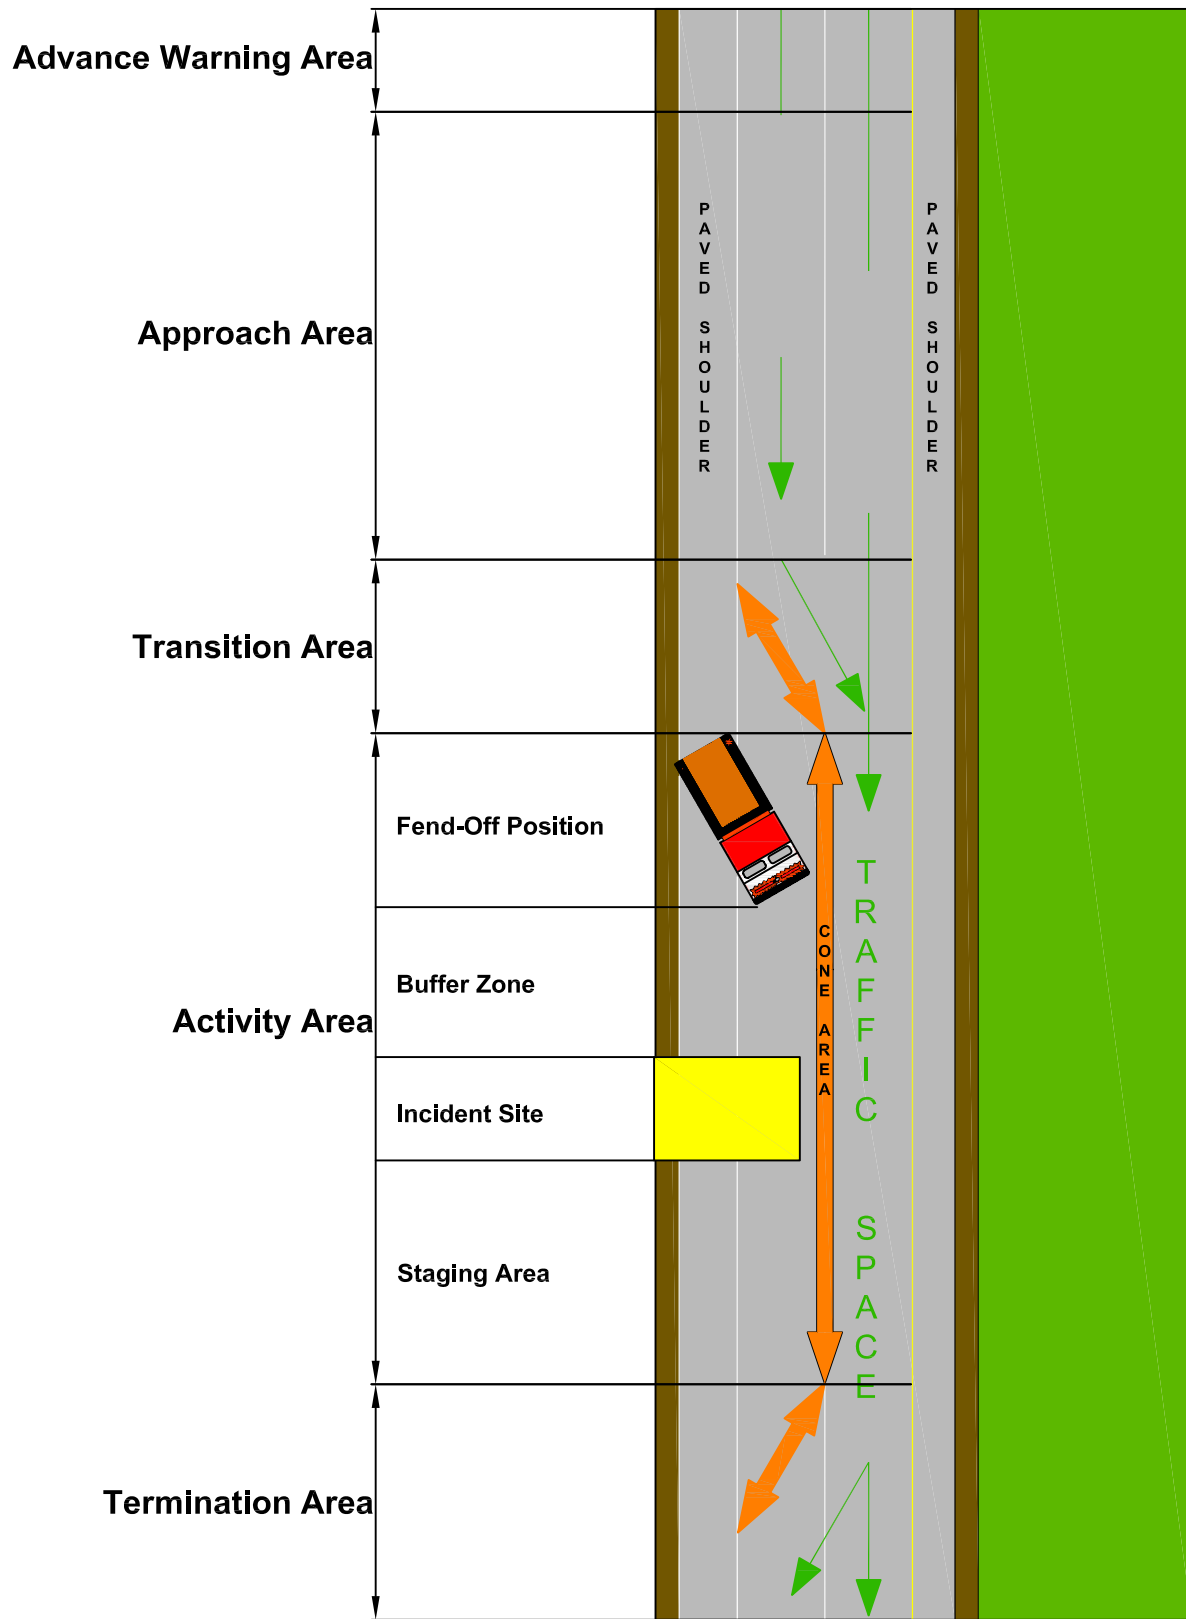 Advance Warning Area
PAVED SHOULDER
PAVED SHOULDER
Approach Area
Transition Area
Fend-Off Position
TRAFFIC SPACE
CONE AREA
Buffer Zone
Activity Area
Incident Site
Staging Area
Termination Area